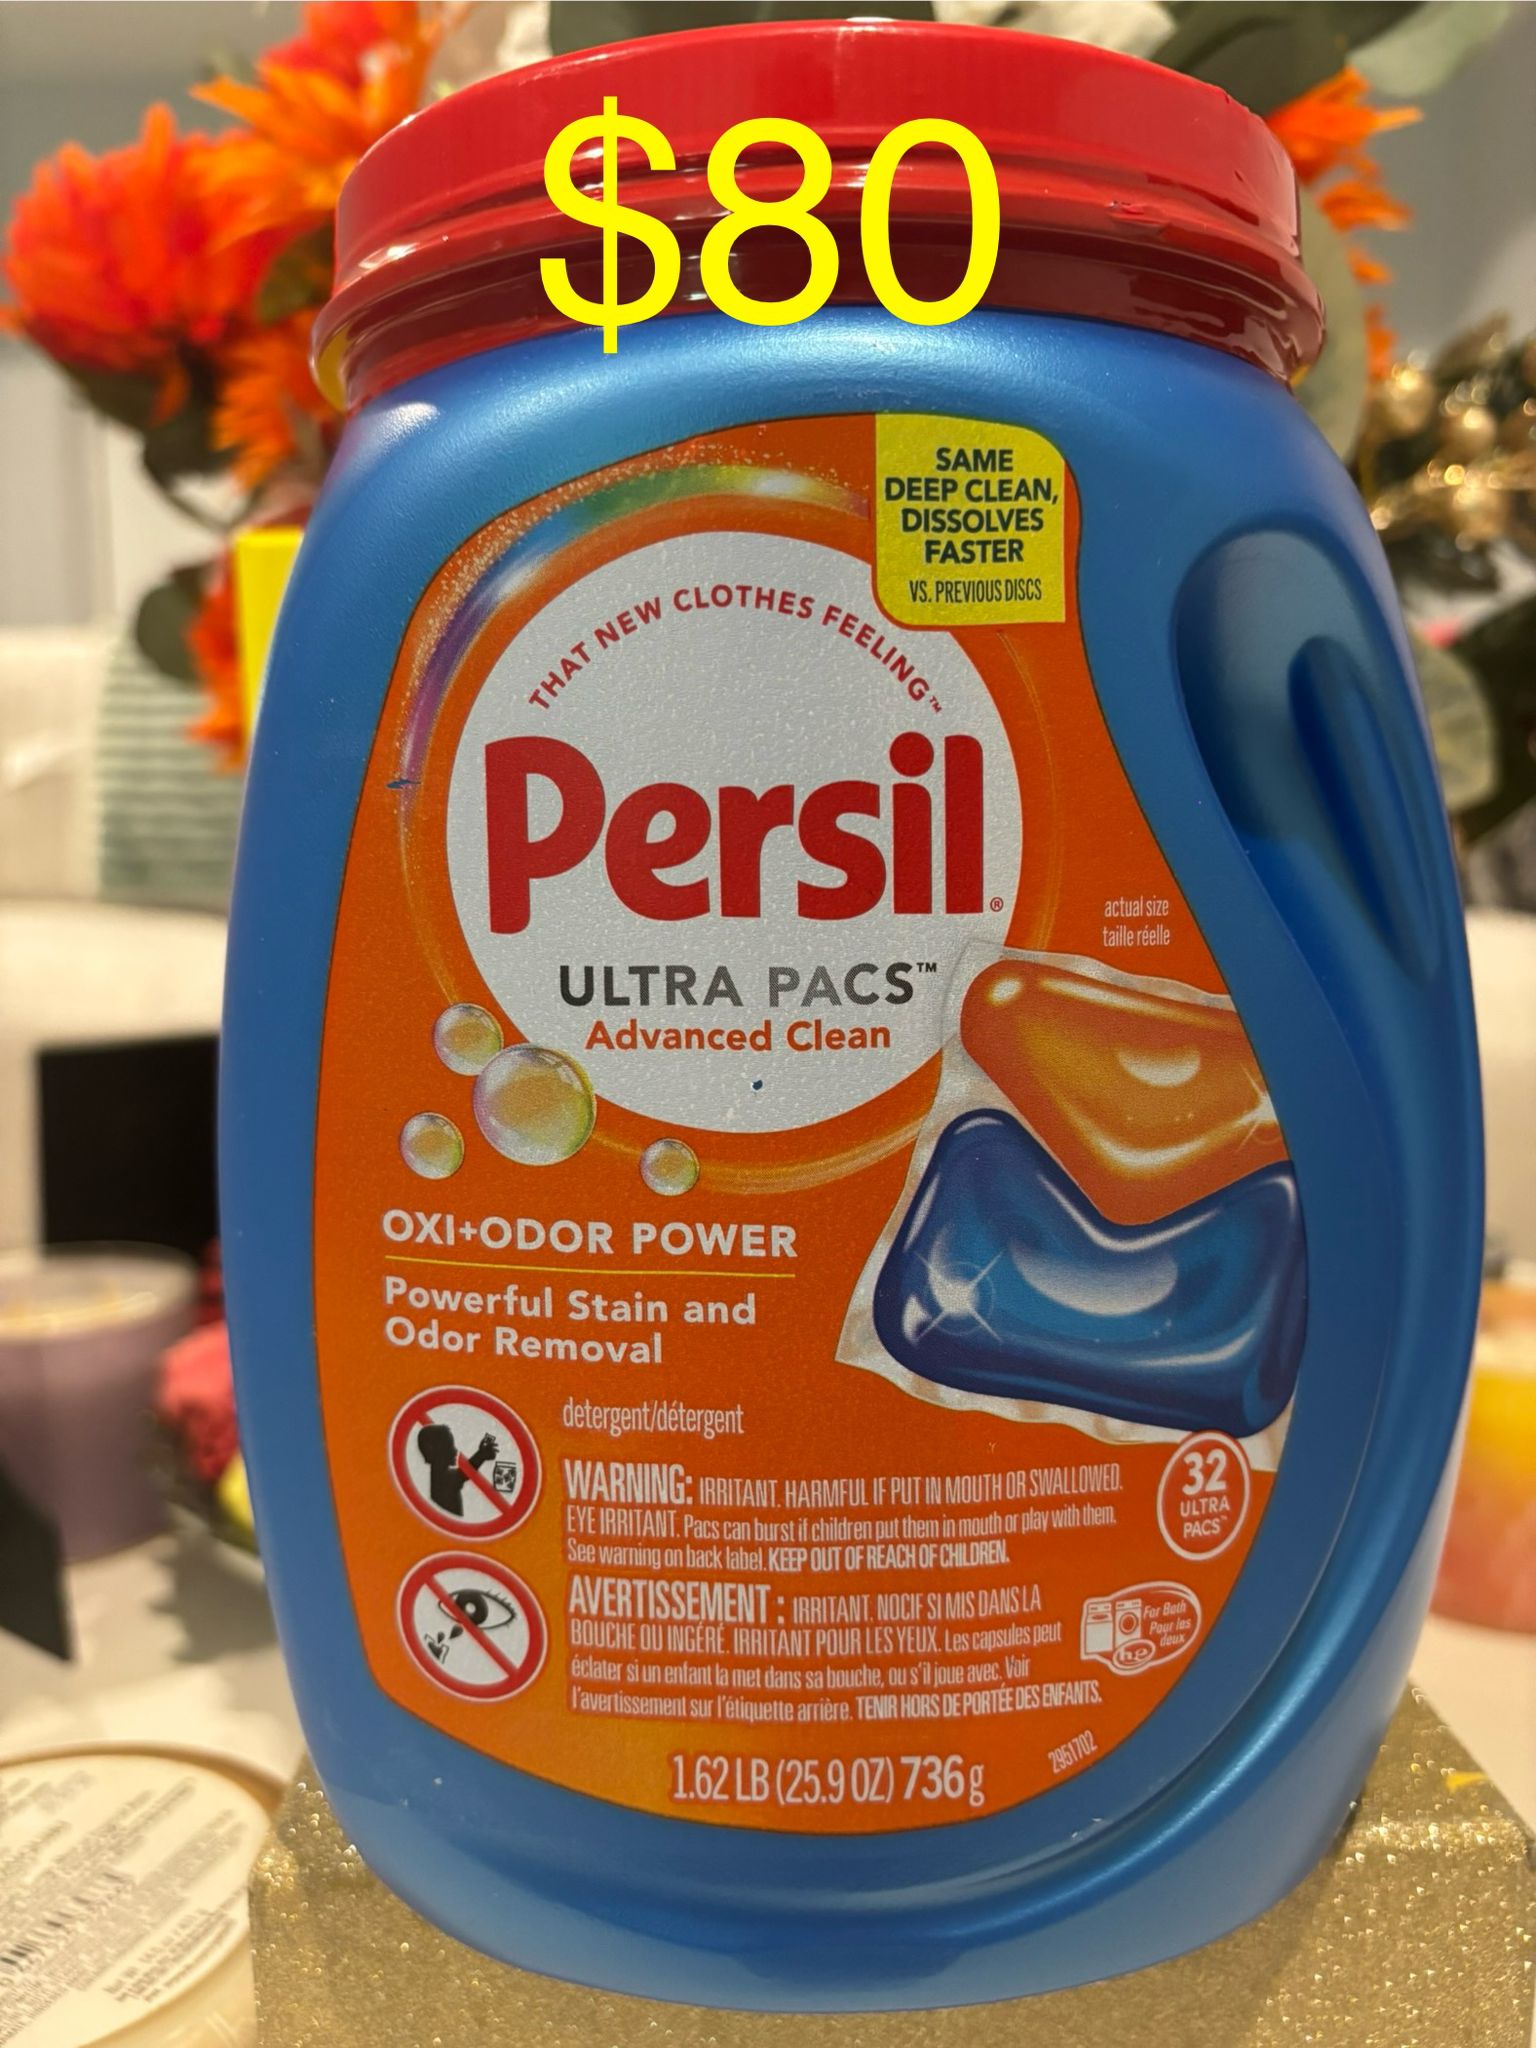 $80
SAME
DEEP CLEAN,
DISSOLVES
FASTER
VS. PREVIOUS DISCS
THAT NEW CLOTHES FEELING™
Persil®
ULTRA PACS™
Advanced Clean
actual size
taille réelle
OXI+ODOR POWER
Powerful Stain and
Odor Removal
detergent/détergent
WARNING: IRRITANT. HARMFUL IF PUT IN MOUTH OR SWALLOWED.
EYE IRRITANT. Pacs can burst if children put them in mouth or play with them.
See warning on back label. KEEP OUT OF REACH OF CHILDREN.
32
ULTRA
PACS™
AVERTISSEMENT : IRRITANT. NOCIF SI MIS DANS LA
BOUCHE OU INGÉRÉ. IRRITANT POUR LES YEUX. Les capsules peut
éclater si un enfant la met dans sa bouche, ou s'il joue avec. Voir
l'avertissement sur l'étiquette arrière. TENIR HORS DE PORTÉE DES ENFANTS.
For Both
Pour les
deux
he
2951702
1.62 LB (25.9 OZ) 736 g